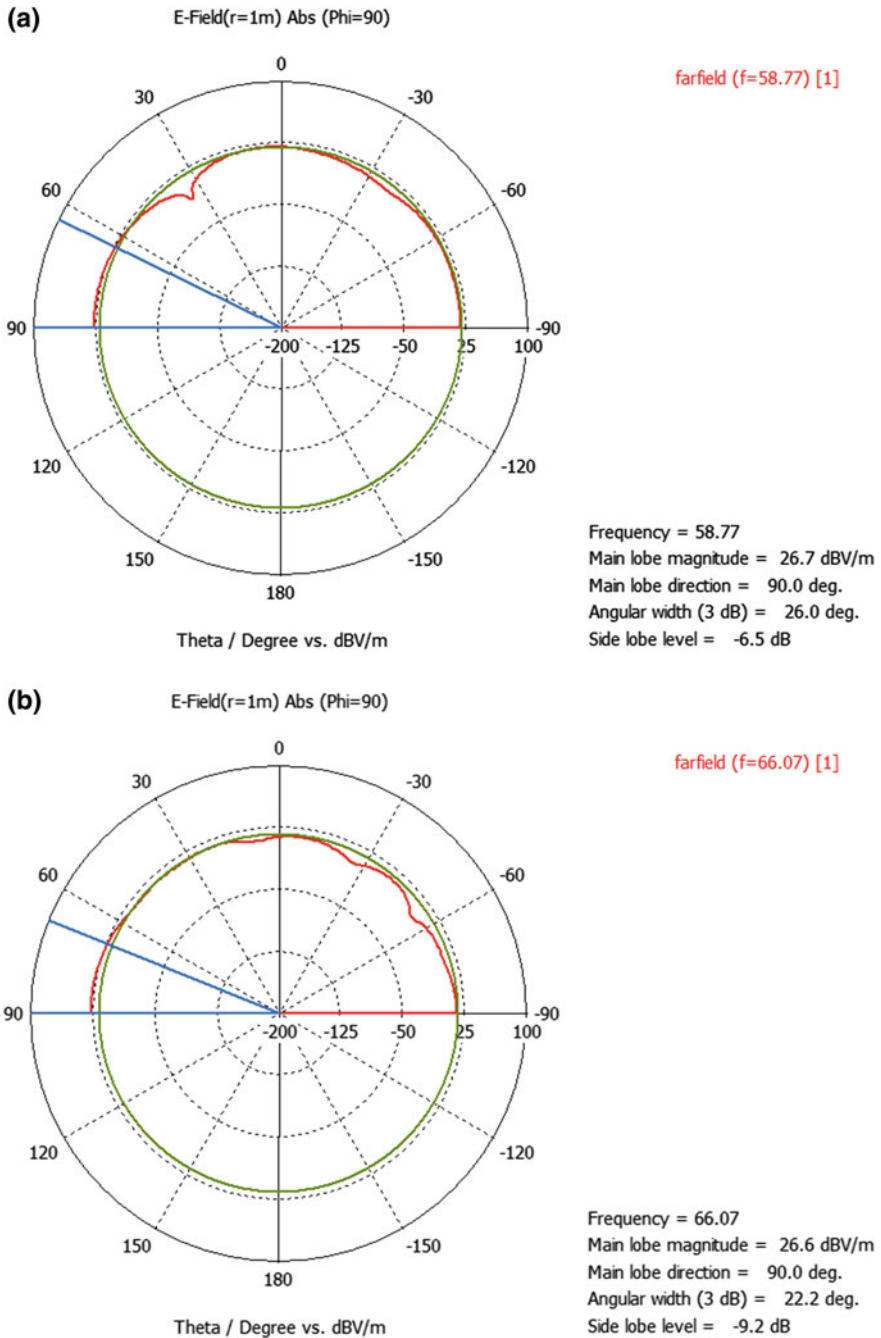 (a)
E-Field(r=1m) Abs (Phi=90)
farfield (f=58.77) [1]
0
30
-30
60
-60
90
-90
-200 -125 -50 25 100
120
-120
150
-150
180
Theta / Degree vs. dBV/m
Frequency = 58.77
Main lobe magnitude = 26.7 dBV/m
Main lobe direction = 90.0 deg.
Angular width (3 dB) = 26.0 deg.
Side lobe level = -6.5 dB
(b)
E-Field(r=1m) Abs (Phi=90)
farfield (f=66.07) [1]
0
30
-30
60
-60
90
-90
-200 -125 -50 25 100
120
-120
150
-150
180
Theta / Degree vs. dBV/m
Frequency = 66.07
Main lobe magnitude = 26.6 dBV/m
Main lobe direction = 90.0 deg.
Angular width (3 dB) = 22.2 deg.
Side lobe level = -9.2 dB